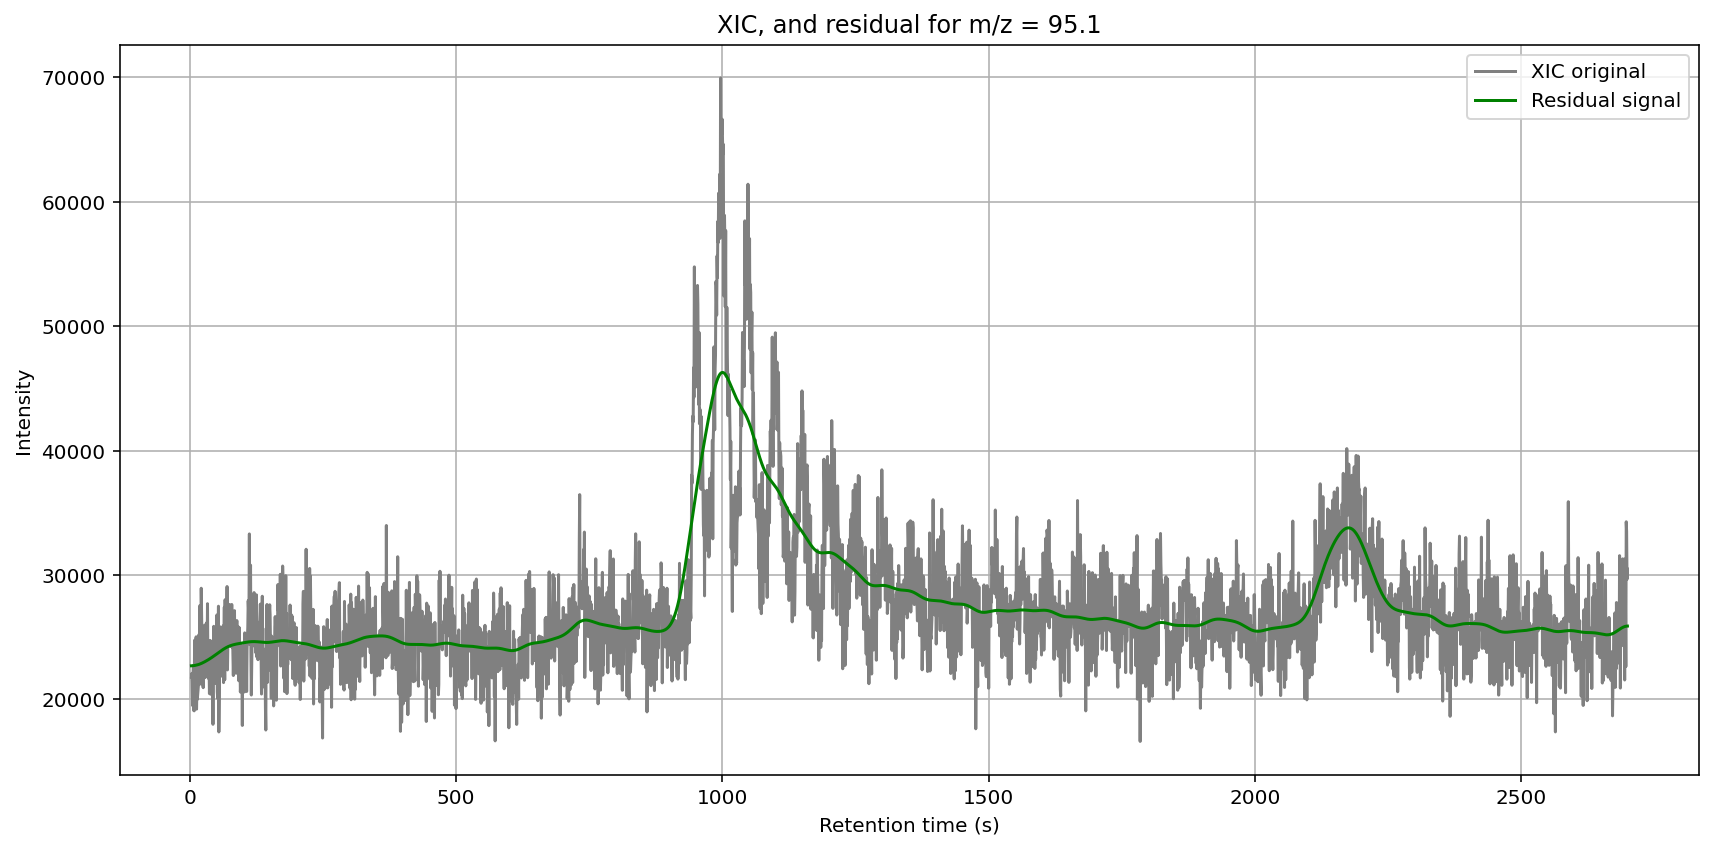 XIC, and residual for m/z = 95.1
XIC original
Residual signal
70000
60000
50000
40000
30000
20000
Intensity
0 500 1000 1500 2000 2500
Retention time (s)